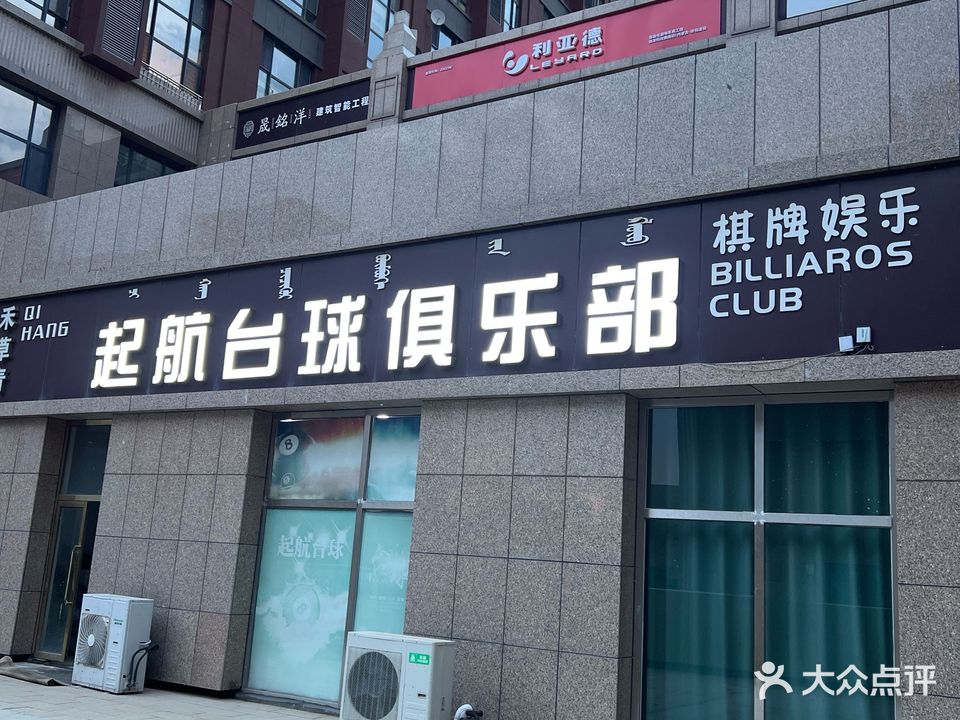 利亚德
LEYARD
晟铭洋 建筑智能工程
QI
HANG
起航台球俱乐部
棋牌娱乐
BILLIAROS
CLUB
8
起航台球
大众点评